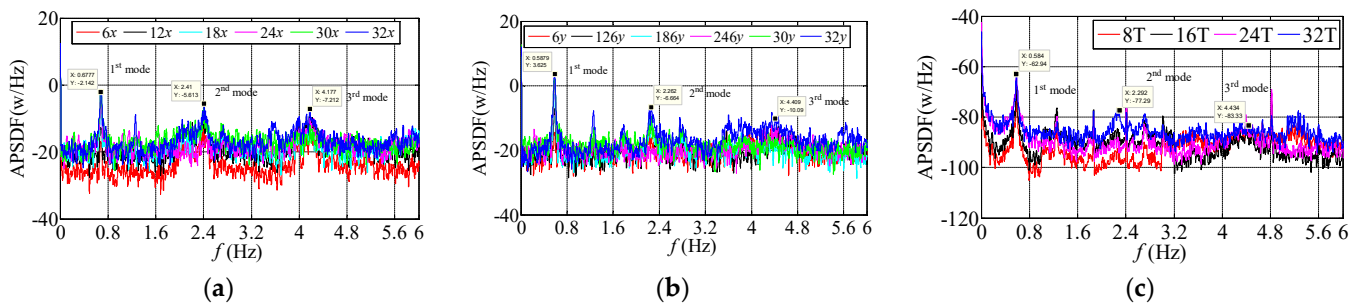 20
0
-20
-40
APSIDF(w/Hz)
6x 12x 18x 24x 30x 32x
X: 0.6777
Y: -2.142
1st mode
X: 2.41
Y: -5.613
2nd mode
X: 4.177
Y: -7.212
3rd mode
0 0.8 1.6 2.4 3.2 4 4.8 5.6 6
f (Hz)
(a)
20
0
-20
-40
APSIDF(w/Hz)
6y 126y 186y 246y 30y 32y
X: 0.5879
Y: 3.625
1st mode
X: 2.262
Y: -6.664
2nd mode
X: 4.409
Y: -10.09
3rd mode
0 0.8 1.6 2.4 3.2 4 4.8 5.6 6
f (Hz)
(b)
-40
-60
-80
-100
-120
APSIDF(w/Hz)
8T 16T 24T 32T
X: 0.584
Y: -62.94
1st mode
X: 2.292
Y: -77.29
2nd mode
X: 4.434
Y: -83.33
3rd mode
0 0.6 1.2 1.8 2.4 3 3.6 4.2 4.8 5.4 6
f (Hz)
(c)